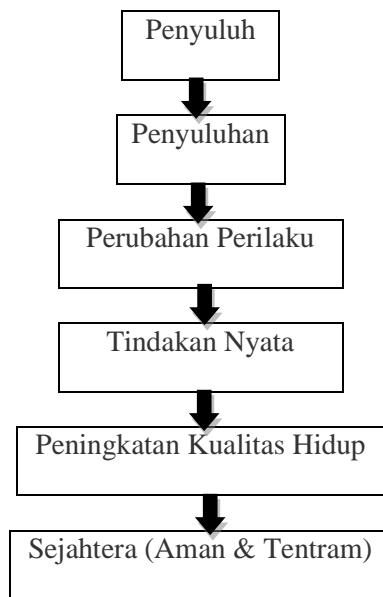 Penyuluh
Penyuluhan
Perubahan Perilaku
Tindakan Nyata
Peningkatan Kualitas Hidup
Sejahtera (Aman & Tentram)